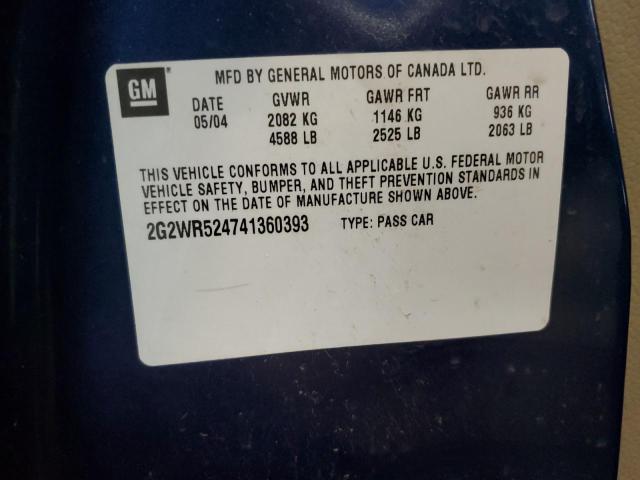 GM
MFD BY GENERAL MOTORS OF CANADA LTD.
DATE GVWR GAWR FRT GAWR RR
05/04 2082 KG 1146 KG 936 KG
4588 LB 2525 LB 2063 LB
THIS VEHICLE CONFORMS TO ALL APPLICABLE U.S. FEDERAL MOTOR
VEHICLE SAFETY, BUMPER, AND THEFT PREVENTION STANDARDS IN
EFFECT ON THE DATE OF MANUFACTURE SHOWN ABOVE.
2G2WR524741360393 TYPE: PASS CAR